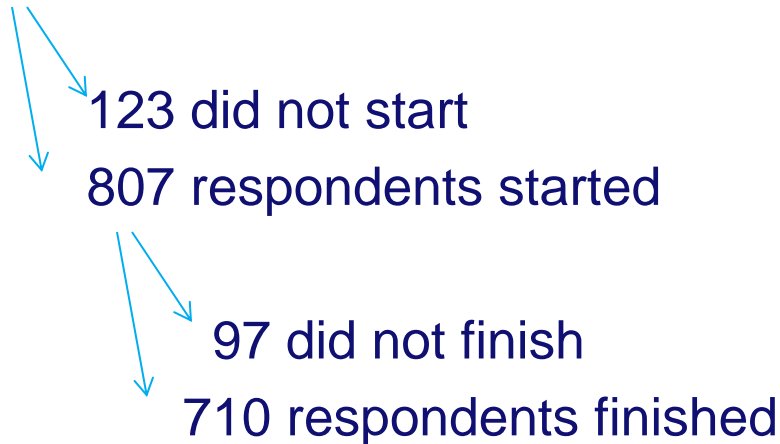 123 did not start
807 respondents started
97 did not finish
710 respondents finished